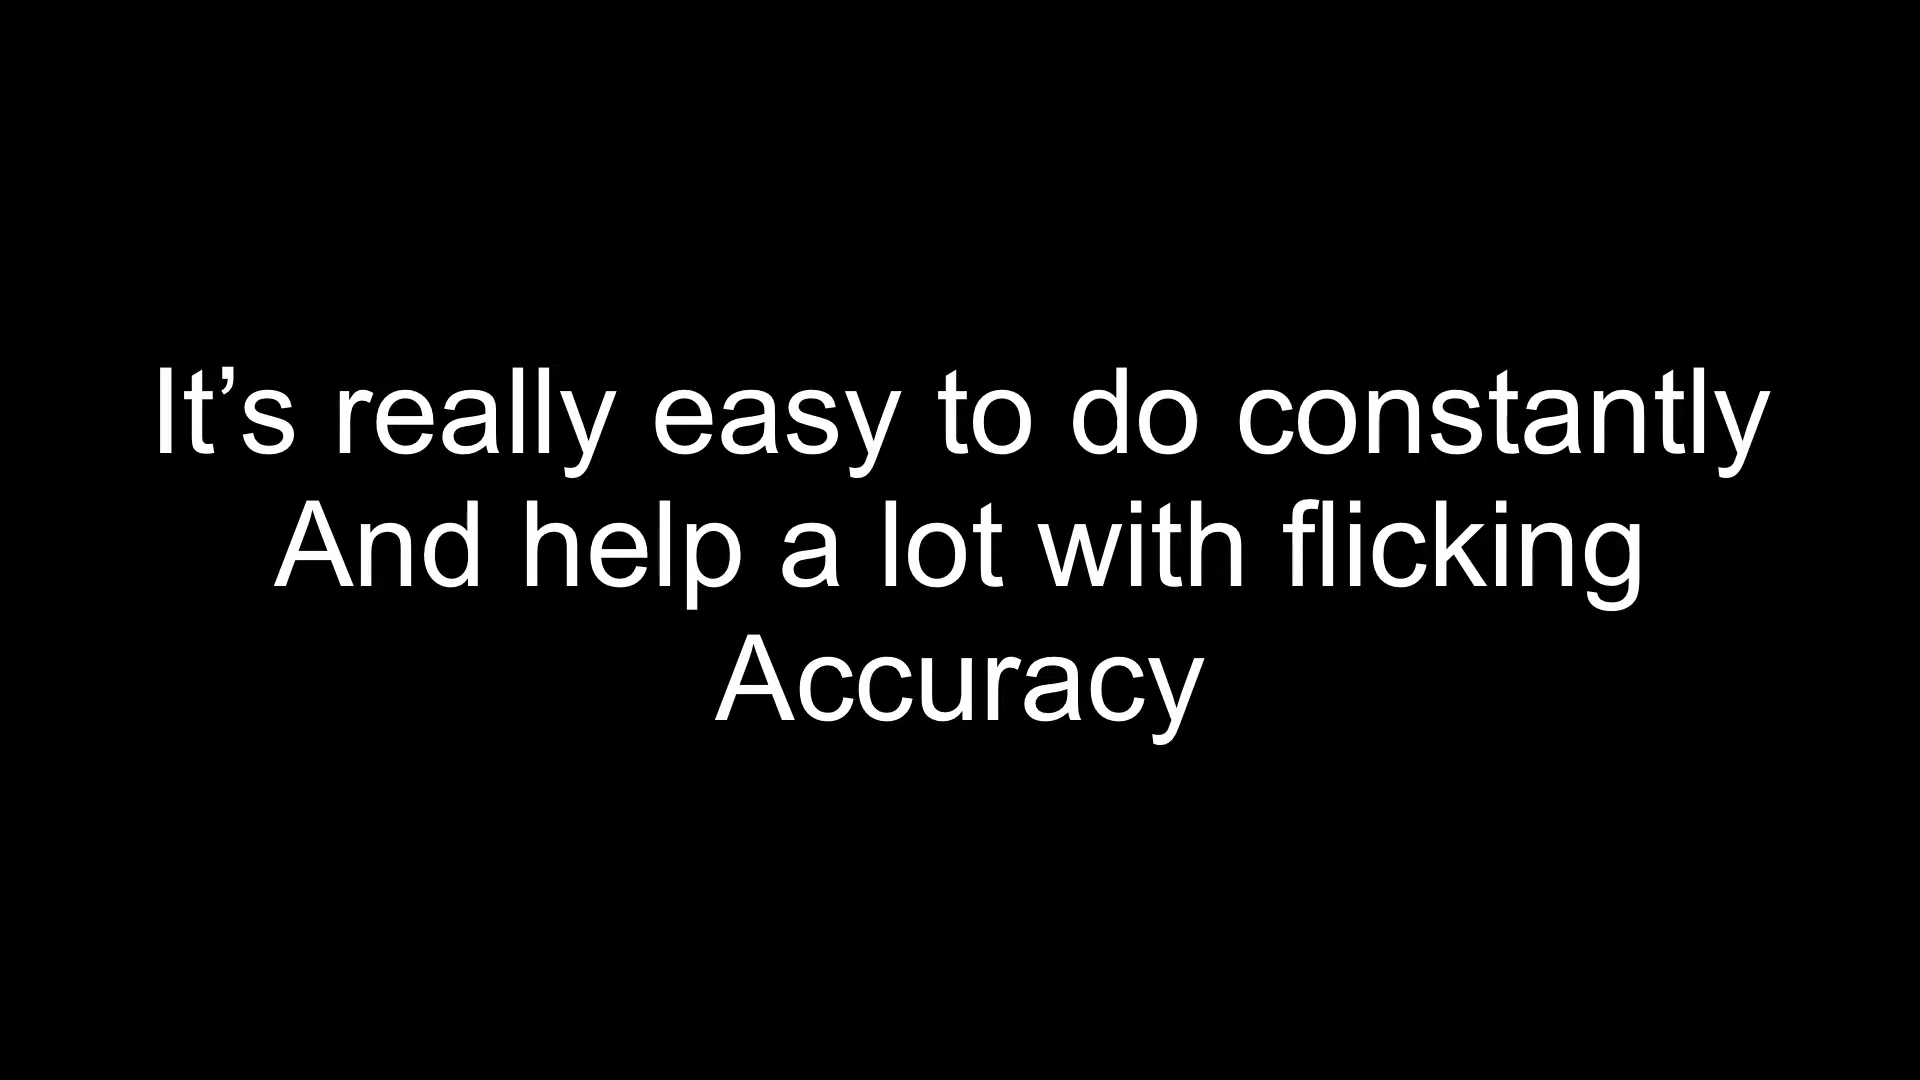 It’s really easy to do constantly
And help a lot with flicking
Accuracy